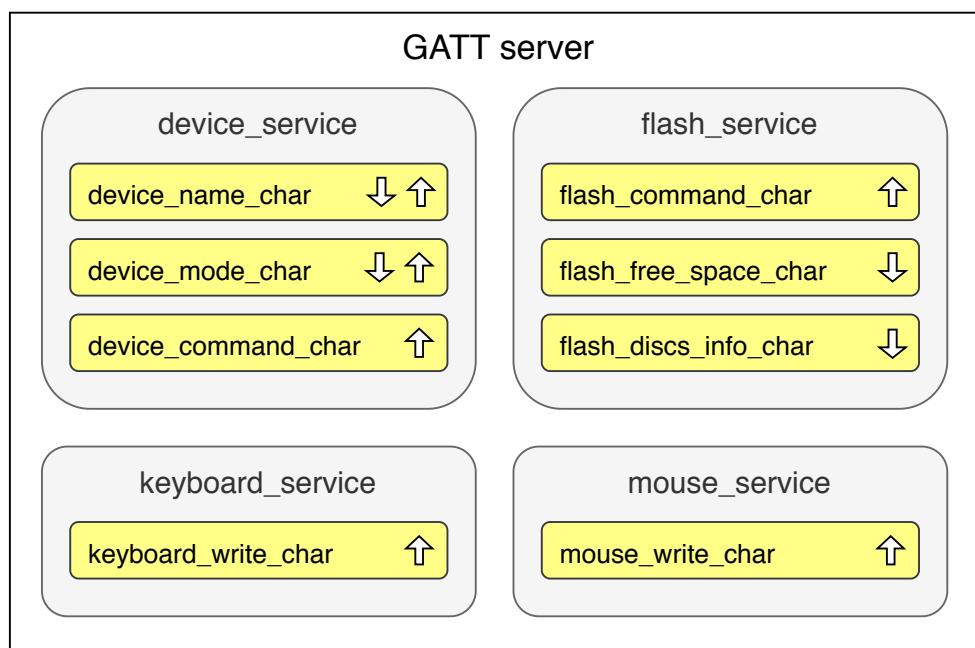 GATT server
device_service
device_name_char
device_mode_char
device_command_char
flash_service
flash_command_char
flash_free_space_char
flash_discs_info_char
keyboard_service
keyboard_write_char
mouse_service
mouse_write_char